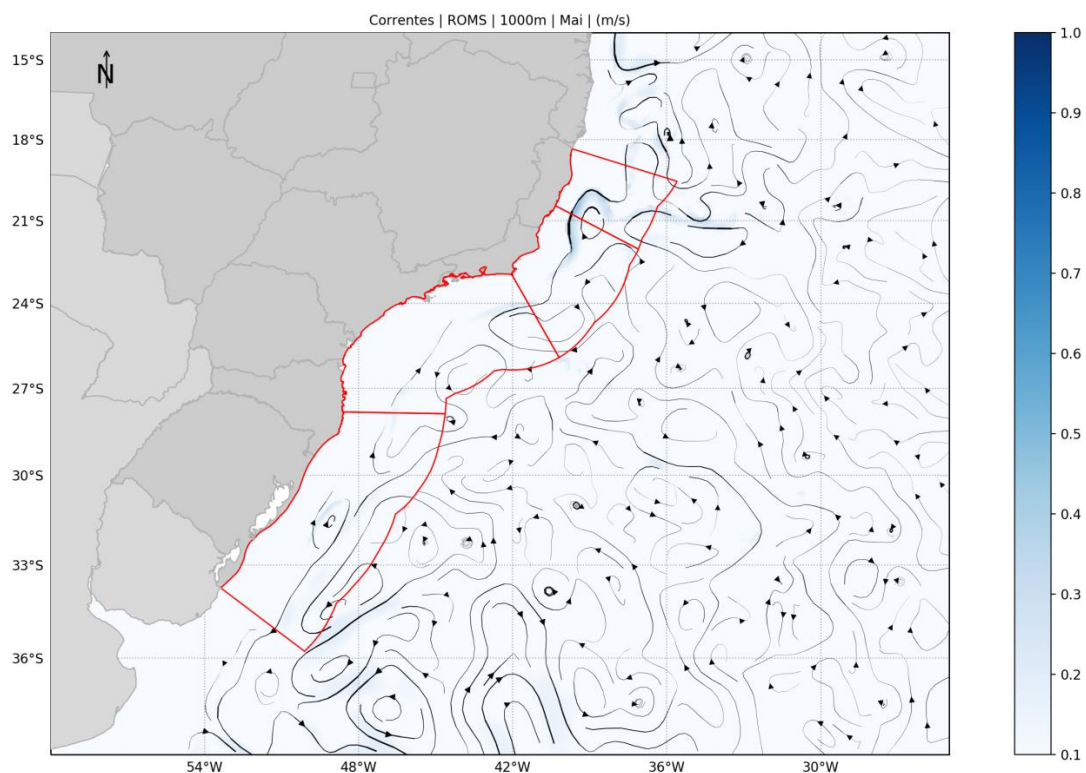 Correntes | ROMS | 1000m | Mai | (m/s)
N
15°S
18°S
21°S
24°S
27°S
30°S
33°S
36°S
54°W
48°W
42°W
36°W
30°W
1.0
0.9
0.8
0.7
0.6
0.5
0.4
0.3
0.2
0.1